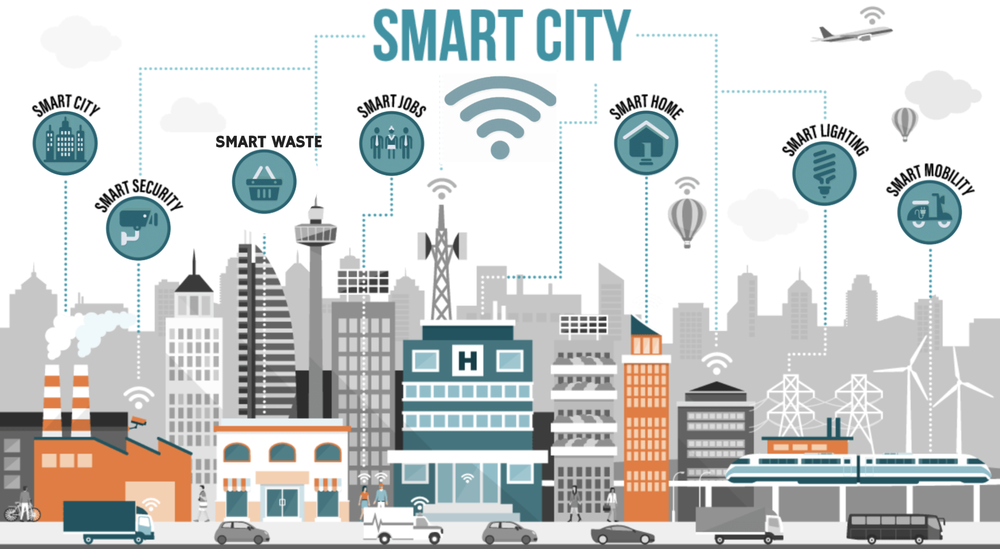 SMART CITY
SMART CITY
SMART SECURITY
SMART WASTE
SMART JOBS
SMART HOME
SMART LIGHTING
SMART MOBILITY
H